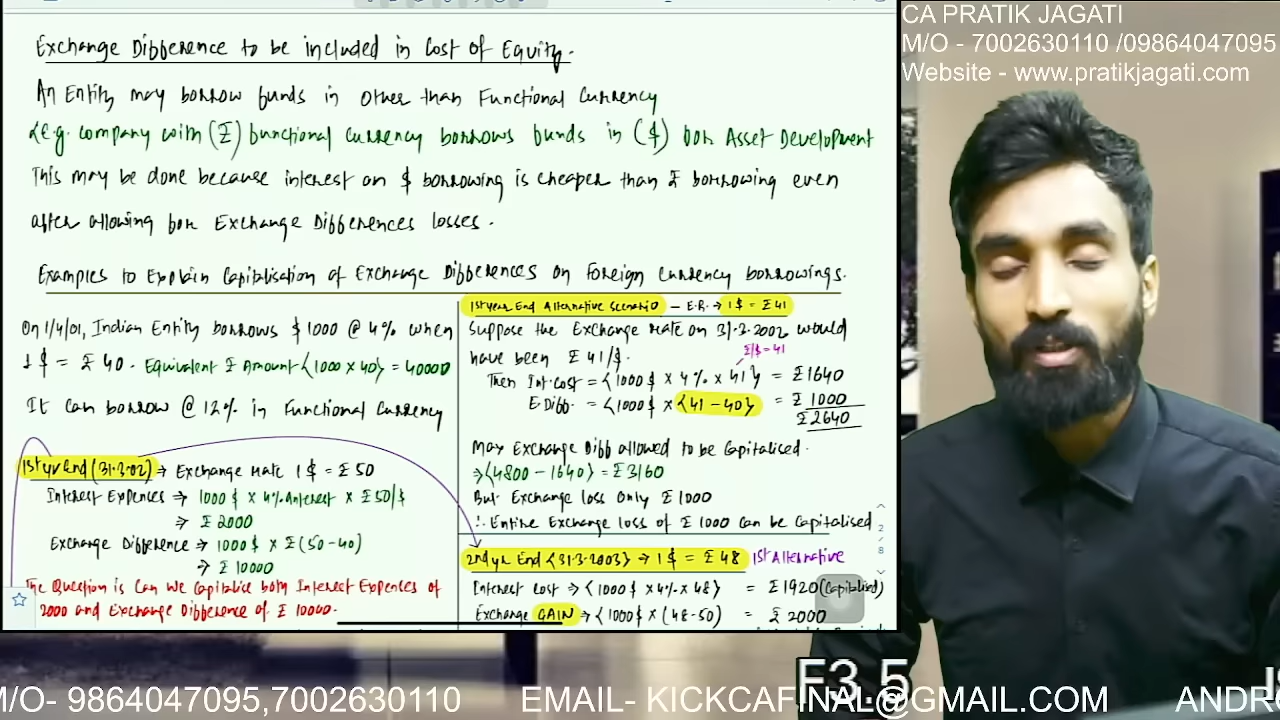 Exchange Difference to be included in Cost of Equity.
An Entity may borrow funds in Other than Functional Currency
(E.g. Company with (₹) functional currency borrows funds in ($) for Asset Development
This may be done because interest on $ borrowing is cheaper than ₹ borrowing even
after allowing for Exchange Differences losses.
Examples to Explain Capitalisation of Exchange Differences on Foreign Currency borrowings.
On 1/4/01, Indian Entity borrows $1000 @ 4% when
1 $ = ₹ 40. Equivalent ₹ Amount (1000 x 40) = 40000
It can borrow @ 12% in Functional Currency
1st yr End (31.3.02) → Exchange rate 1 $ = ₹ 50
Interest Expences → 1000 $ x 4% interest x ₹50/$
⇒ ₹ 2000
Exchange Difference → 1000 $ x ₹ (50-40)
⇒ ₹ 10000
The Question is Can we Capitalise both Interest Expences of
2000 and Exchange Difference of ₹ 10000.
1st year End Alternative Scenario — E.R. → 1 $ = ₹ 41
Suppose the Exchange rate on 31.3.2002 would
have been ₹ 41/$.
₹/$ = 41
Then Int. Cost = (1000 $ x 4% x 41) = ₹ 1640
E. Diff. = (1000 $ x (41-40) = ₹ 1000
₹ 2640
Max Exchange Diff allowed to be Capitalised.
⇒ (4800 - 1640) = ₹ 3160
But Exchange loss only ₹ 1000
∴ Entire Exchange loss of ₹ 1000 can be Capitalised
2nd yr End (31.3.2003) → 1 $ = ₹ 48 1st Alternative
Interest cost → (1000 $ x 4% x 48) = ₹ 1920 (Capitalised)
Exchange GAIN → (1000 $ x (48-50) = ₹ 2000
2/8
CA PRATIK JAGATI
M/O - 7002630110 /09864047095
Website - www.pratikjagati.com
F3.5
M/O- 9864047095,7002630110 EMAIL- KICKCAFINAL@GMAIL.COM ANDR